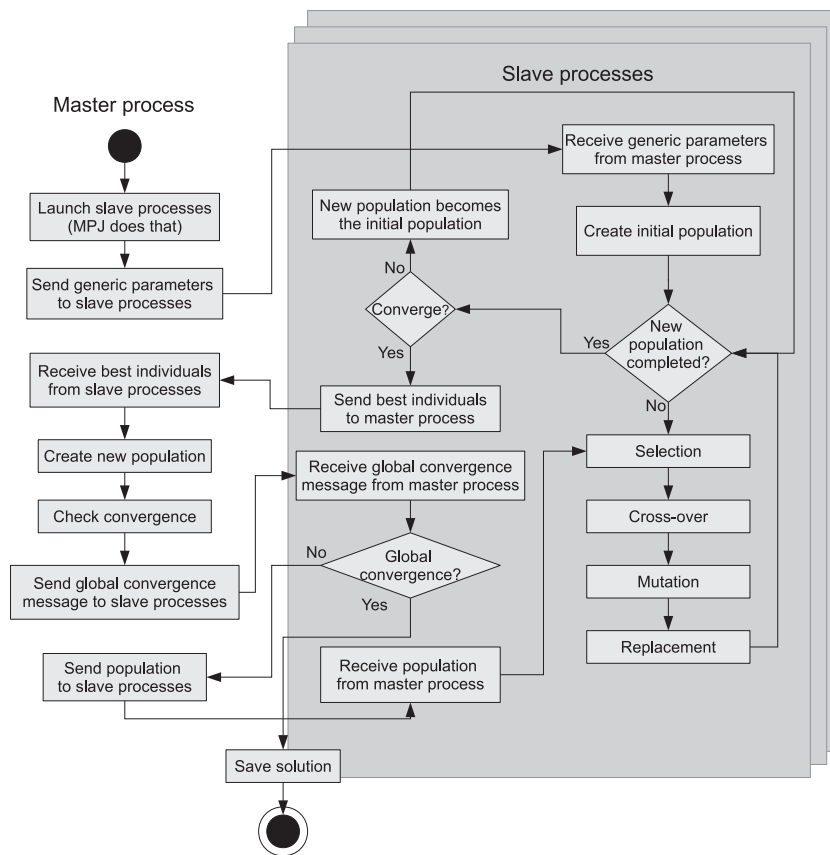 Slave processes
Master process
Receive generic parameters
from master process
Launch slave processes
(MPJ does that)
New population becomes
the initial population
Create initial population
Send generic parameters
to slave processes
No
Converge?
New
population
completed?
Yes
Yes
No
Receive best individuals
from slave processes
Send best individuals
to master process
Create new population
Receive global convergence
message from master process
Selection
Check convergence
Cross-over
No
Global
convergence?
Send global convergence
message to slave processes
Yes
Mutation
Replacement
Send population
to slave processes
Receive population
from master process
Save solution